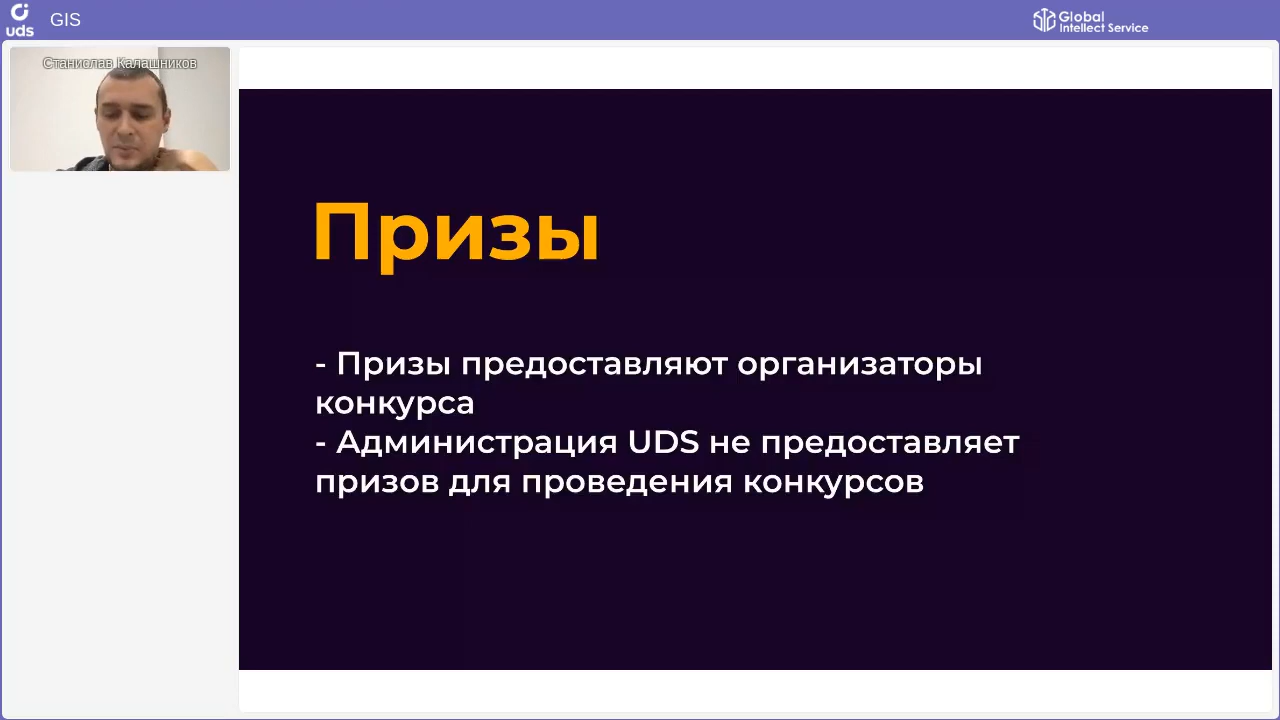 uds
GIS
Global
Intellect Service
Станислав Калашников
Призы
- Призы предоставляют организаторы
конкурса
- Администрация UDS не предоставляет
призов для проведения конкурсов